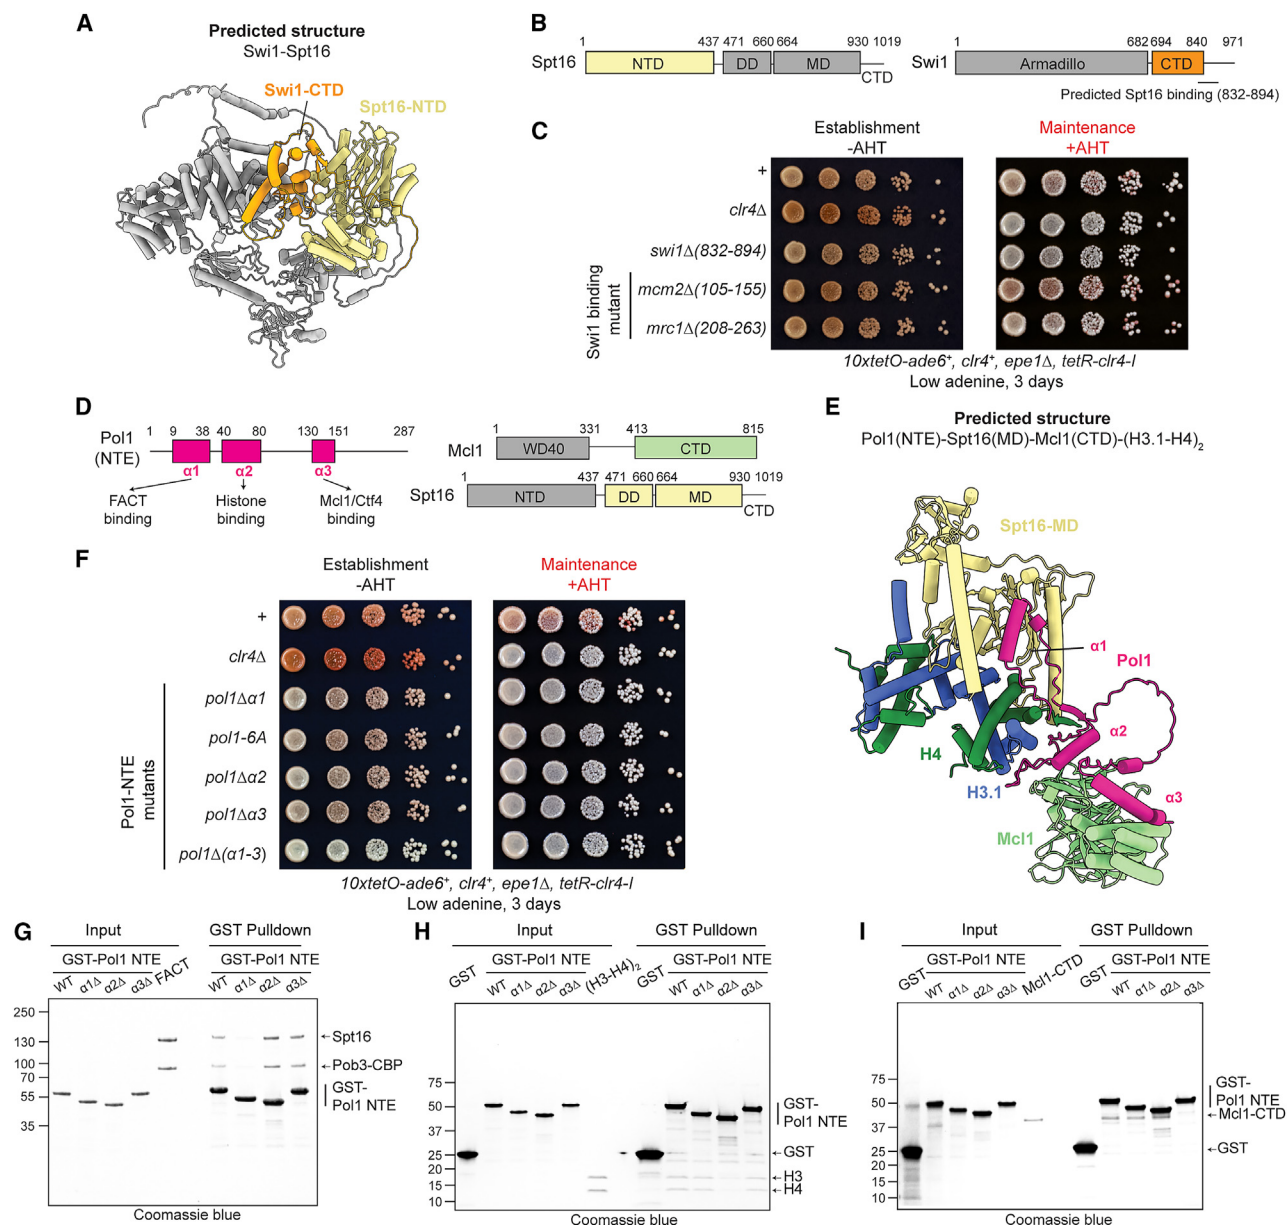 A
Predicted structure
Swi1-Spt16
Swi1-CTD
Spt16-NTD
B
1 437 471 660 664 930 1019
Spt16 NTD DD MD
CTD
1 682 694 840 971
Swi1 Armadillo CTD
Predicted Spt16 binding (832-894)
C
Establishment
-AHT
Maintenance
+AHT
+
clr4Δ
swi1Δ(832-894)
mcm2Δ(105-155)
mrc1Δ(208-263)
Swi1 binding
mutant
10xtetO-ade6⁺, clr4⁺, epe1Δ, tetR-clr4-I
Low adenine, 3 days
D
Pol1
(NTE)
1 9 38 40 80 130 151 287
α1 α2 α3
FACT
binding
Histone
binding
Mcl1/Ctf4
binding
1 331 413 815
Mcl1 WD40 CTD
1 437 471 660 664 930 1019
Spt16 NTD DD MD
CTD
E
Predicted structure
Pol1(NTE)-Spt16(MD)-Mcl1(CTD)-(H3.1-H4)₂
Spt16-MD
α1
Pol1
α2
H4
H3.1
α3
Mcl1
F
Establishment
-AHT
Maintenance
+AHT
+
clr4Δ
pol1Δα1
pol1-6A
pol1Δα2
pol1Δα3
pol1Δ(α1-3)
Pol1-NTE
mutants
10xtetO-ade6⁺, clr4⁺, epe1Δ, tetR-clr4-I
Low adenine, 3 days
G
Input
GST Pulldown
GST-Pol1 NTE
GST-Pol1 NTE
WT α1Δ α2Δ α3Δ FACT
WT α1Δ α2Δ α3Δ
250
130
100
70
55
35
Spt16
Pob3-CBP
GST-
Pol1 NTE
Coomassie blue
H
Input
GST Pulldown
GST-Pol1 NTE
GST-Pol1 NTE
GST WT α1Δ α2Δ α3Δ (H3-H4)₂
GST WT α1Δ α2Δ α3Δ
75
50
37
25
20
15
10
GST-
Pol1 NTE
GST
H3
H4
Coomassie blue
I
Input
GST Pulldown
GST-Pol1 NTE
GST-Pol1 NTE
GST WT α1Δ α2Δ α3Δ Mcl1-CTD
GST WT α1Δ α2Δ α3Δ
75
50
37
25
20
15
10
GST-
Pol1 NTE
Mcl1-CTD
GST
Coomassie blue